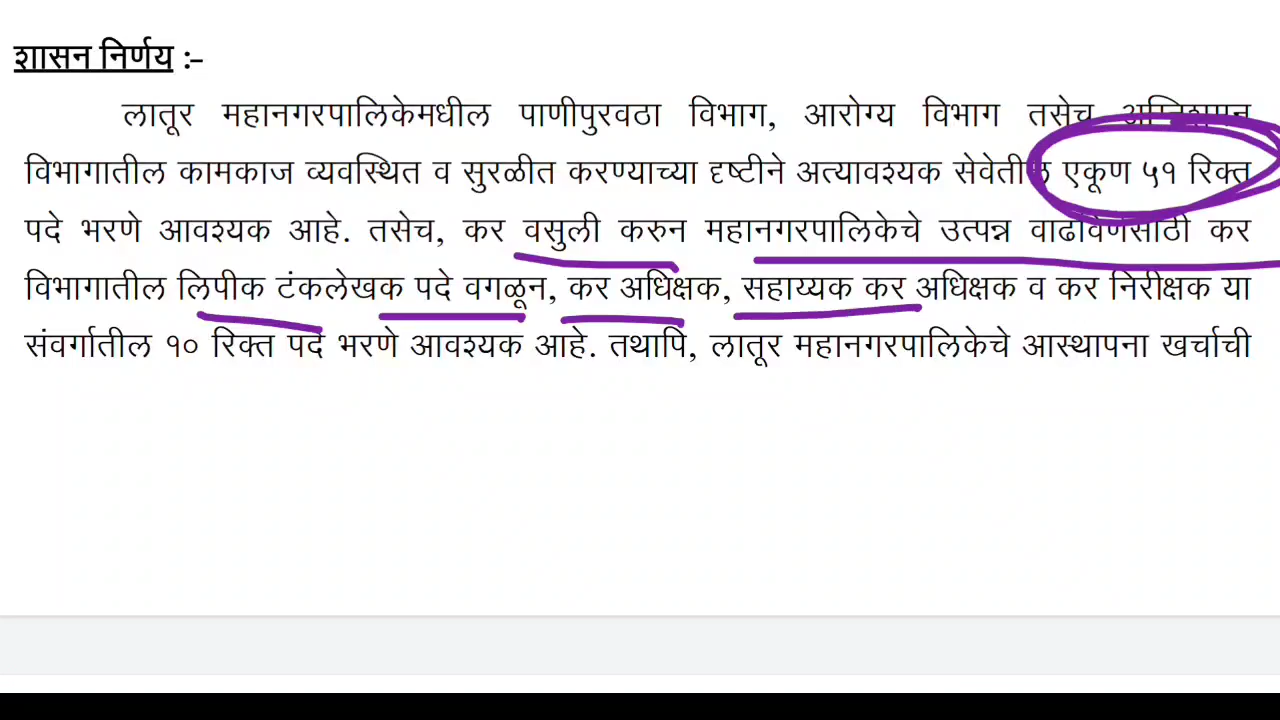 शासन निर्णय :-
लातूर महानगरपालिकेमधील पाणीपुरवठा विभाग, आरोग्य विभाग तसेच अग्निशमन
विभागातील कामकाज व्यवस्थित व सुरळीत करण्याच्या दृष्टीने अत्यावश्यक सेवेतील एकूण ५१ रिक्त
पदे भरणे आवश्यक आहे. तसेच, कर वसुली करुन महानगरपालिकेचे उत्पन्न वाढविणेसाठी कर
विभागातील लिपीक टंकलेखक पदे वगळून, कर अधिक्षक, सहाय्यक कर अधिक्षक व कर निरीक्षक या
संवर्गातील १० रिक्त पदे भरणे आवश्यक आहे. तथापि, लातूर महानगरपालिकेचे आस्थापना खर्चाची